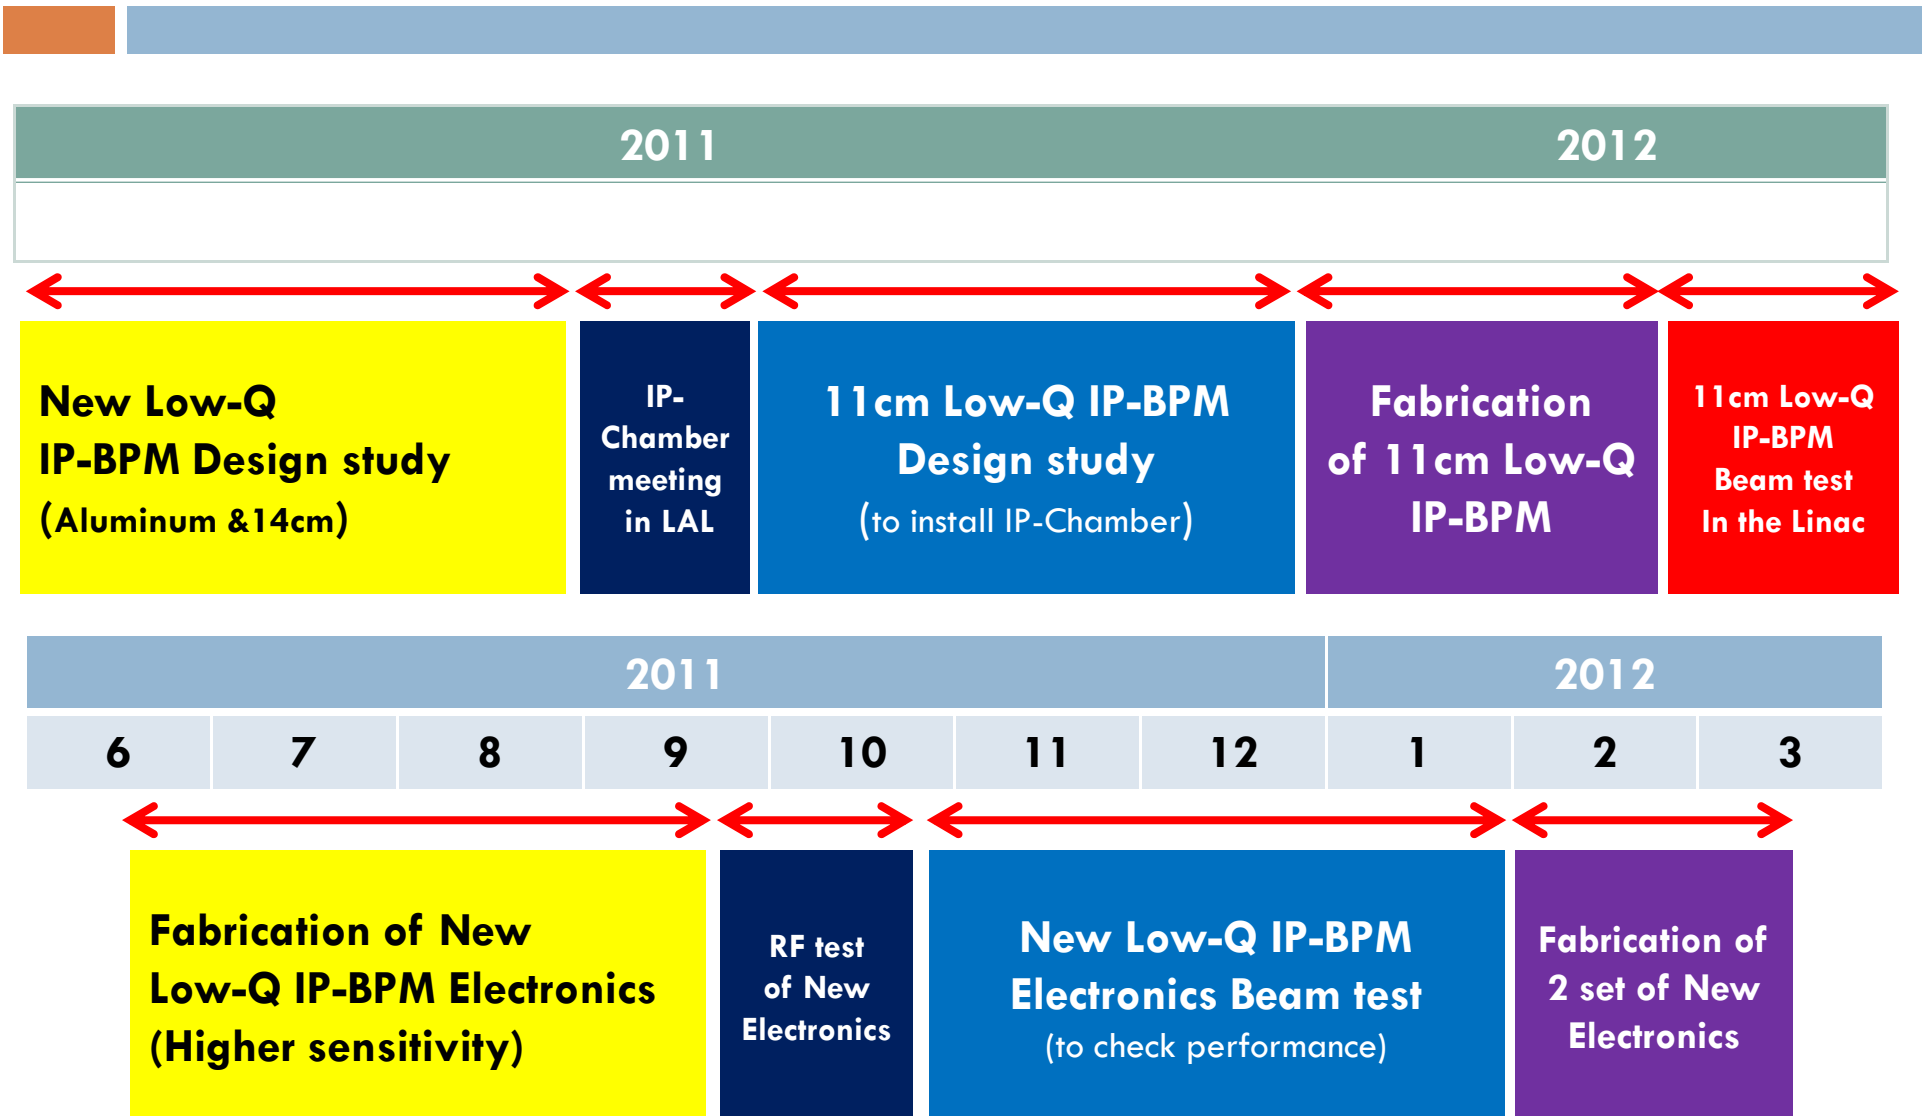 2011
2012
New Low-Q
IP-BPM Design study
(Aluminum &14cm)
IP-
Chamber
meeting
in LAL
11cm Low-Q IP-BPM
Design study
(to install IP-Chamber)
Fabrication
of 11cm Low-Q
IP-BPM
11cm Low-Q
IP-BPM
Beam test
In the Linac
2011
2012
6
7
8
9
10
11
12
1
2
3
Fabrication of New
Low-Q IP-BPM Electronics
(Higher sensitivity)
RF test
of New
Electronics
New Low-Q IP-BPM
Electronics Beam test
(to check performance)
Fabrication of
2 set of New
Electronics